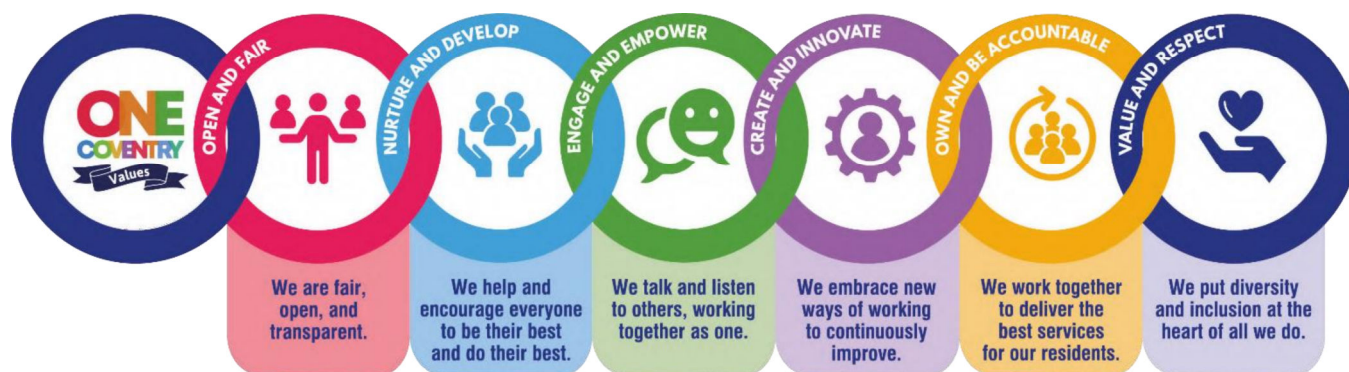 ONE
COVENTRY
Values
OPEN AND FAIR
We are fair,
open, and
transparent.
NURTURE AND DEVELOP
We help and
encourage everyone
to be their best
and do their best.
ENGAGE AND EMPOWER
We talk and listen
to others, working
together as one.
CREATE AND INNOVATE
We embrace new
ways of working
to continuously
improve.
OWN AND BE ACCOUNTABLE
We work together
to deliver the
best services
for our residents.
VALUE AND RESPECT
We put diversity
and inclusion at the
heart of all we do.